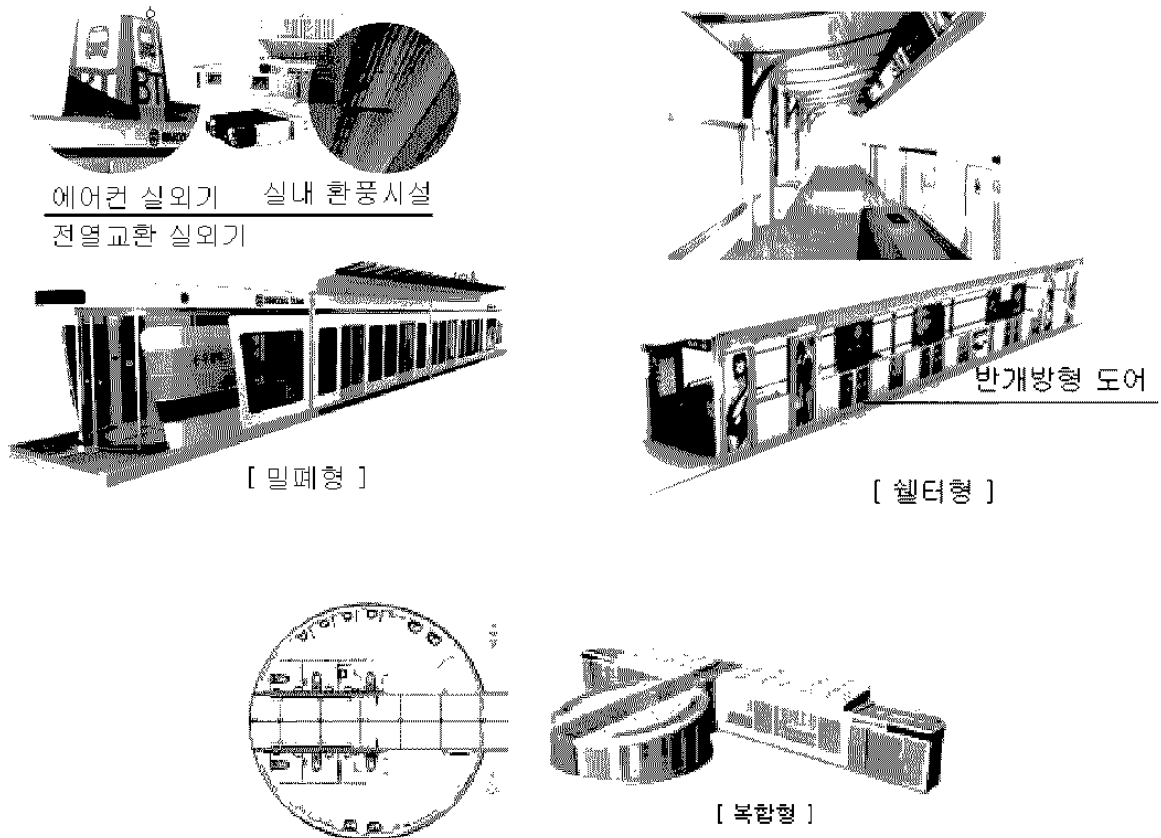 에어컨 실외기 실내 환풍시설
전열교환 실외기
[ 밀폐형 ]
반개방형 도어
[ 쉘터형 ]
[ 복합형 ]